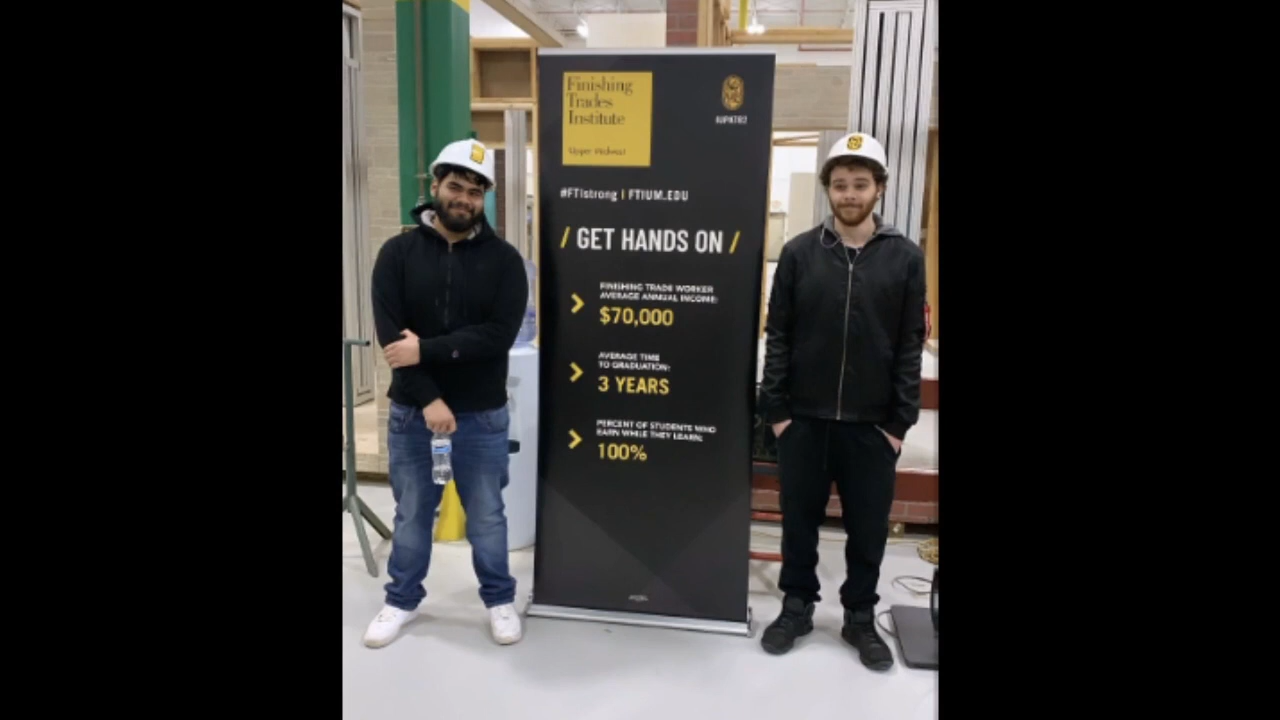 Finishing
Trades
Institute
Upper Midwest
#FTIstrong | FTIUM.EDU
/ GET HANDS ON /
FINISHING TRADE WORKER
AVERAGE ANNUAL INCOME:
$70,000
AVERAGE TIME
TO GRADUATION:
3 YEARS
PERCENT OF STUDENTS WHO
EARN WHILE THEY LEARN:
100%